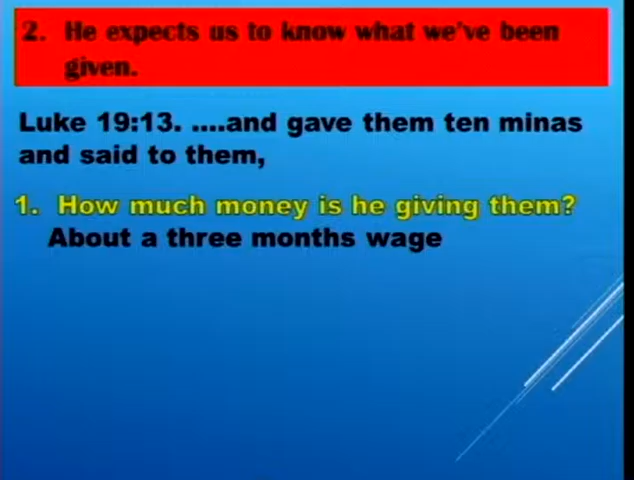 2. He expects us to know what we've been
given.
Luke 19:13. ....and gave them ten minas
and said to them,
1. How much money is he giving them?
About a three months wage